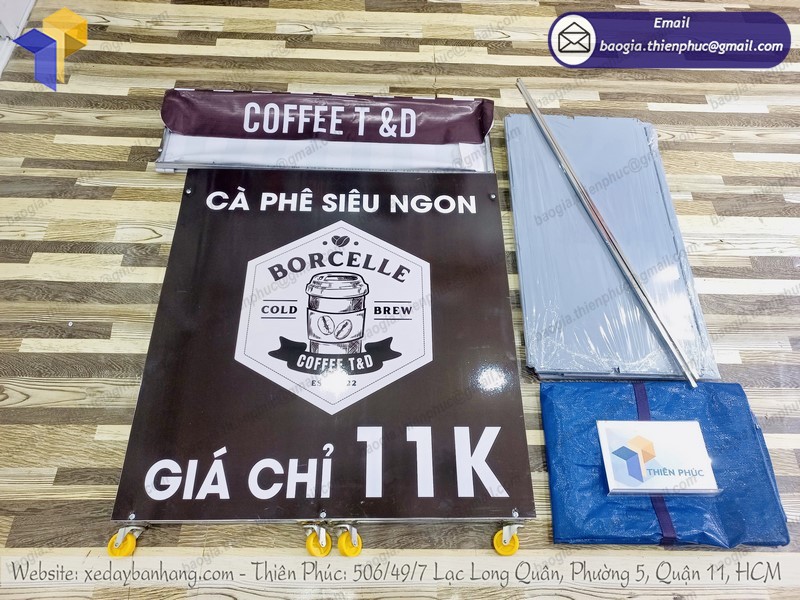 Email
baogia.thienphuc@gmail.com
COFFEE T &D
CÀ PHÊ SIÊU NGON
BORCELLE
COLD BREW
COFFEE T&D
GIÁ CHỈ 11K
THIÊN PHÚC
Website: xedaybanhang.com - Thiên Phúc: 506/49/7 Lạc Long Quân, Phường 5, Quận 11, HCM